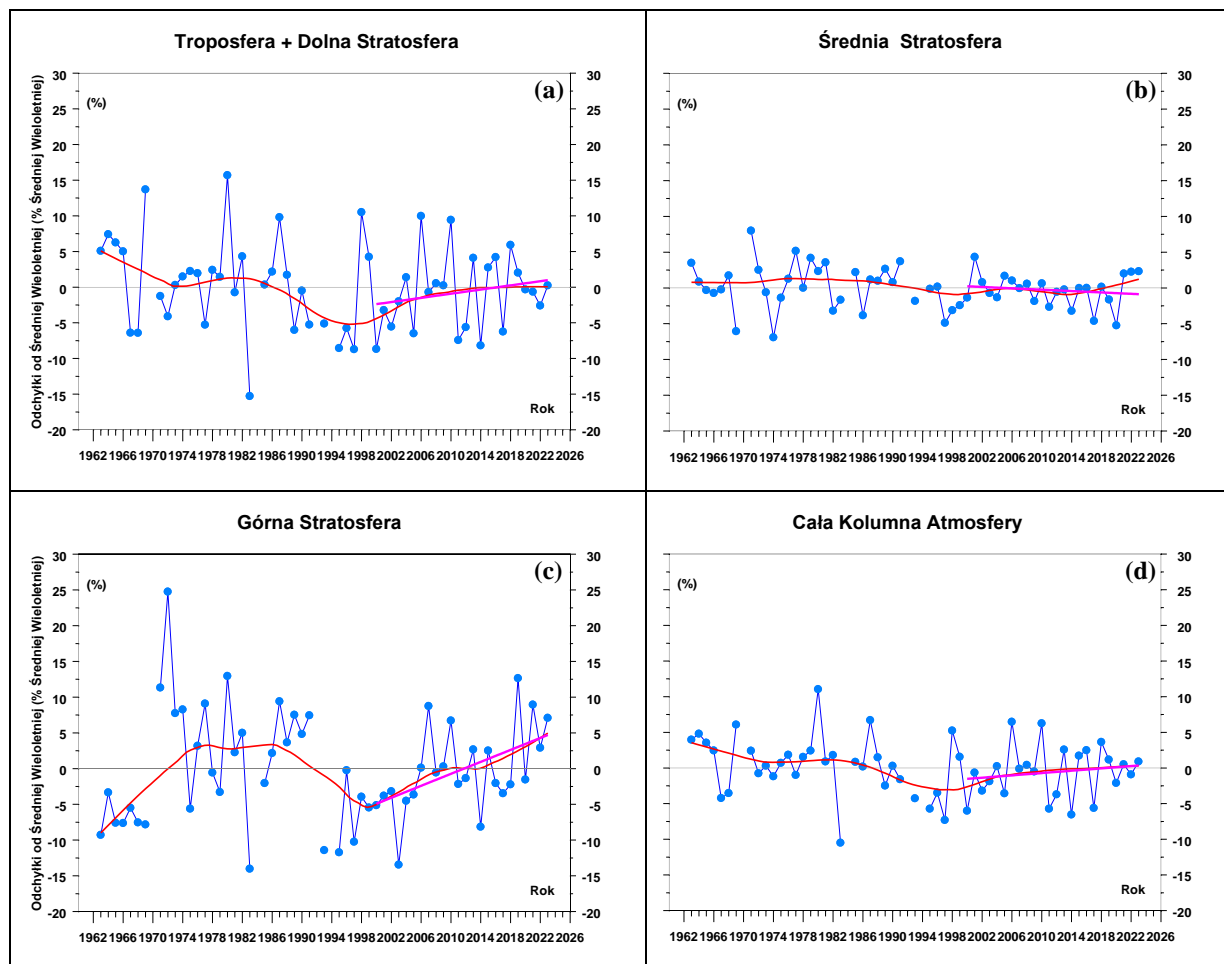 Troposfera + Dolna Stratosfera
Odchyłki od Średniej Wieloletniej (% Średniej Wieloletniej)
(%)
(a)
30 30
25 25
20 20
15 15
10 10
5 5
0 0
-5 -5
-10 -10
-15 -15
-20 -20
Rok
1962 1966 1970 1974 1978 1982 1986 1990 1994 1998 2002 2006 2010 2014 2018 2022 2026
Średnia Stratosfera
(%)
(b)
30 30
25 25
20 20
15 15
10 10
5 5
0 0
-5 -5
-10 -10
-15 -15
-20 -20
Rok
1962 1966 1970 1974 1978 1982 1986 1990 1994 1998 2002 2006 2010 2014 2018 2022 2026
Górna Stratosfera
Odchyłki od Średniej Wieloletniej (% Średniej Wieloletniej)
(%)
(c)
30 30
25 25
20 20
15 15
10 10
5 5
0 0
-5 -5
-10 -10
-15 -15
-20 -20
Rok
1962 1966 1970 1974 1978 1982 1986 1990 1994 1998 2002 2006 2010 2014 2018 2022 2026
Cała Kolumna Atmosfery
(%)
(d)
30 30
25 25
20 20
15 15
10 10
5 5
0 0
-5 -5
-10 -10
-15 -15
-20 -20
Rok
1962 1966 1970 1974 1978 1982 1986 1990 1994 1998 2002 2006 2010 2014 2018 2022 2026